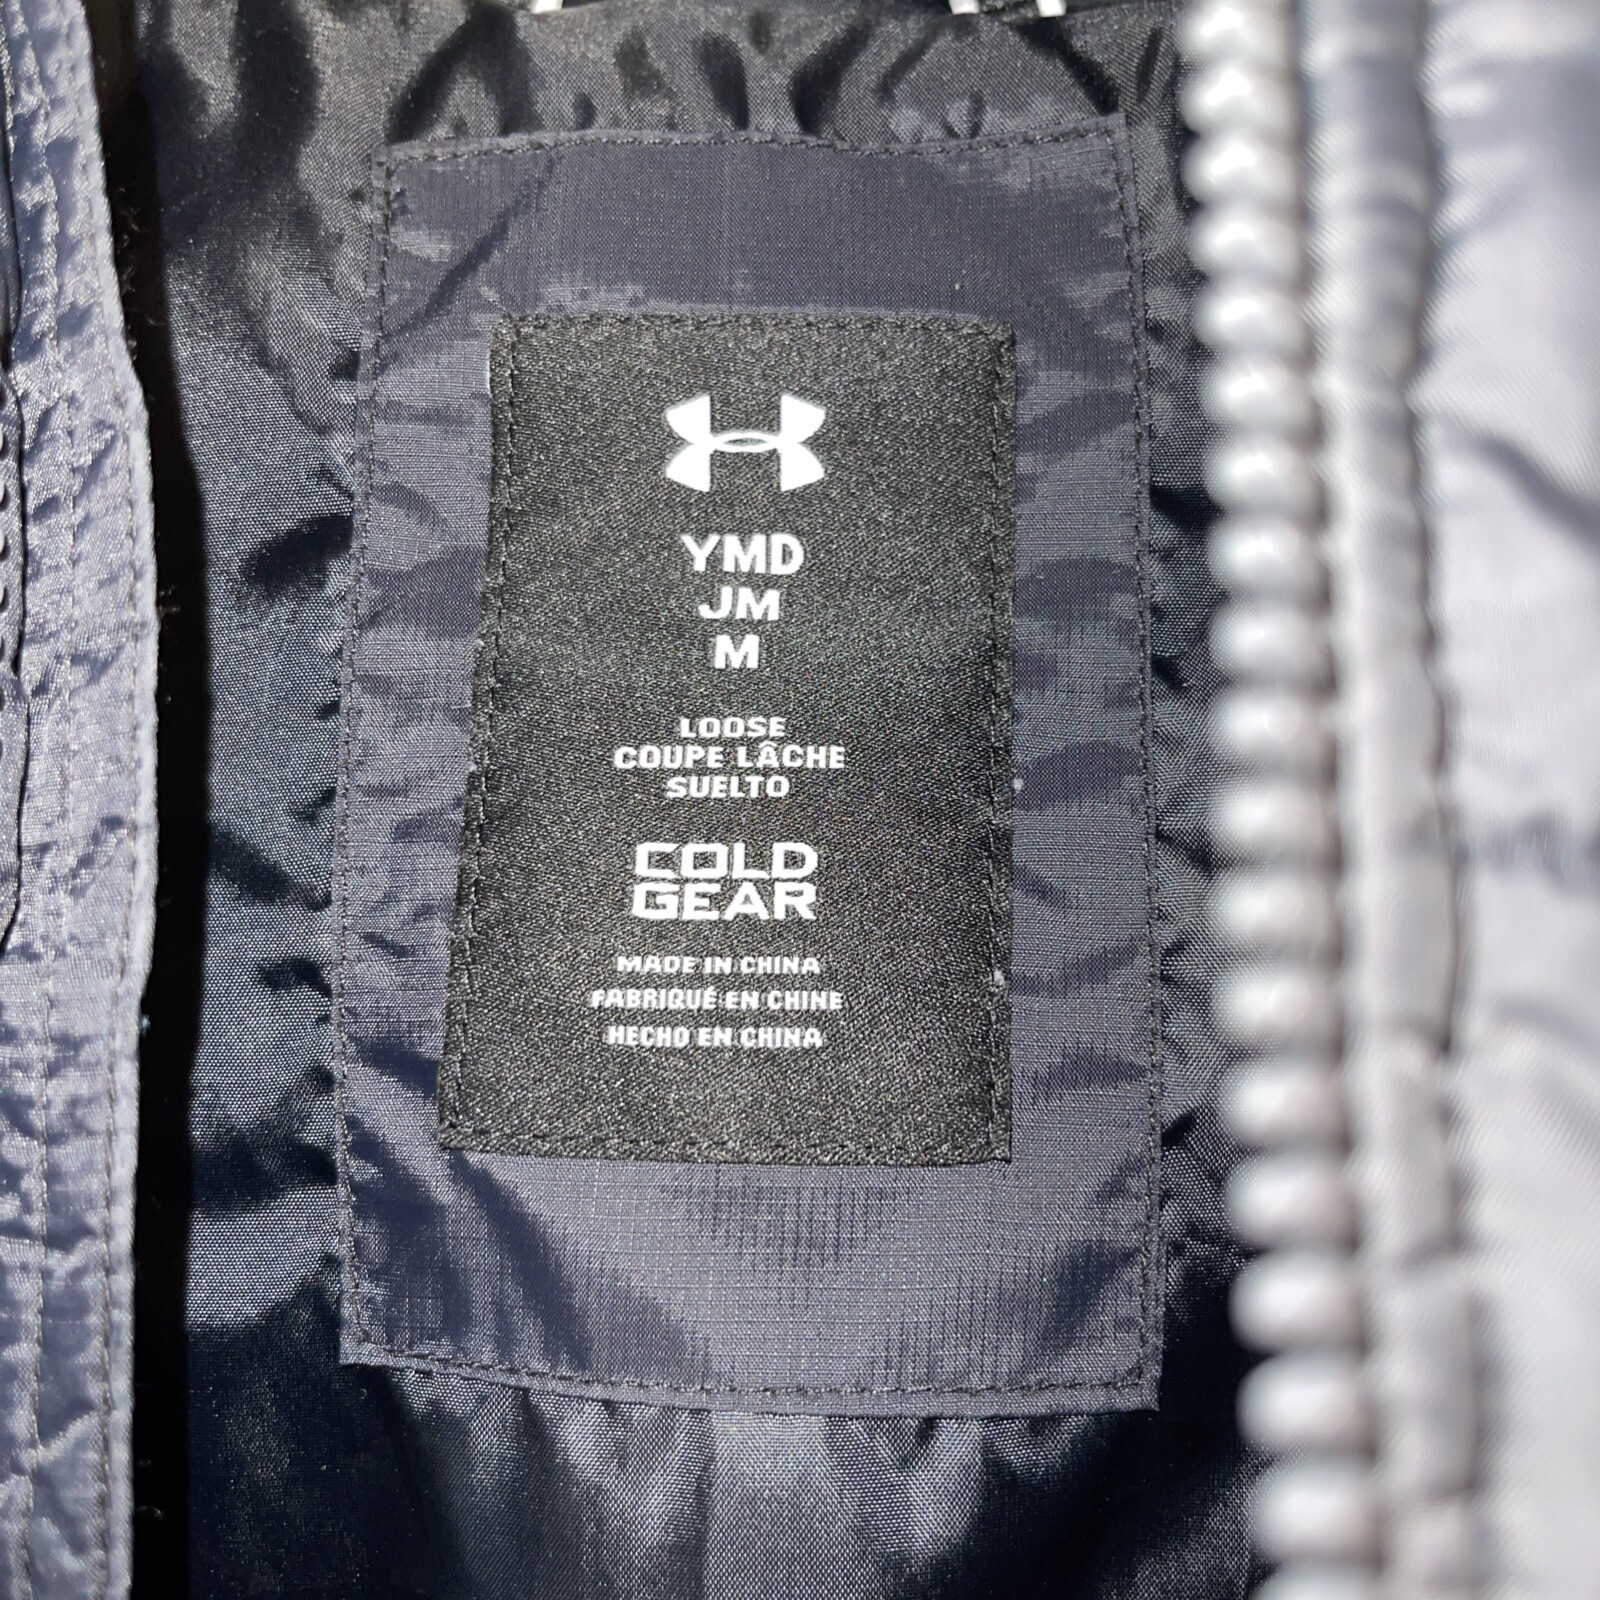 YMD
JM
M
LOOSE
COUPE LÂCHE
SUELTO
COLD
GEAR
MADE IN CHINA
FABRIQUÉ EN CHINE
HECHO EN CHINA